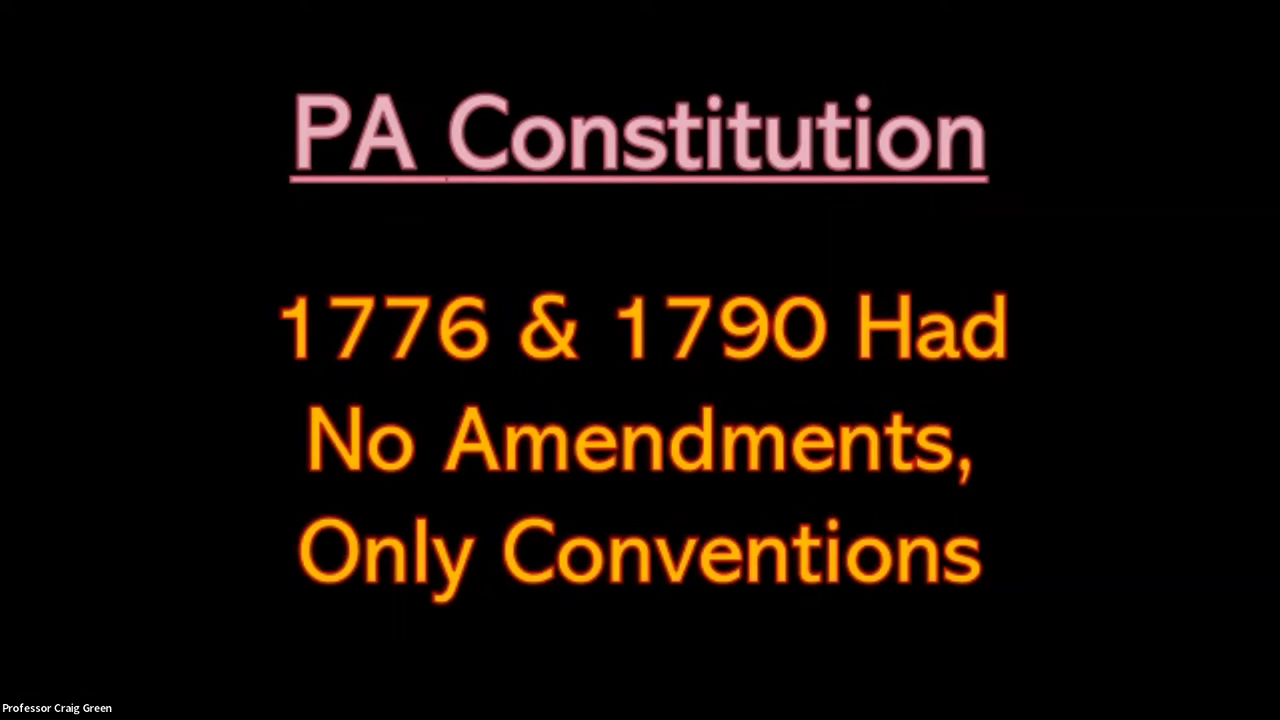 PA Constitution
1776 & 1790 Had
No Amendments,
Only Conventions
Professor Craig Green